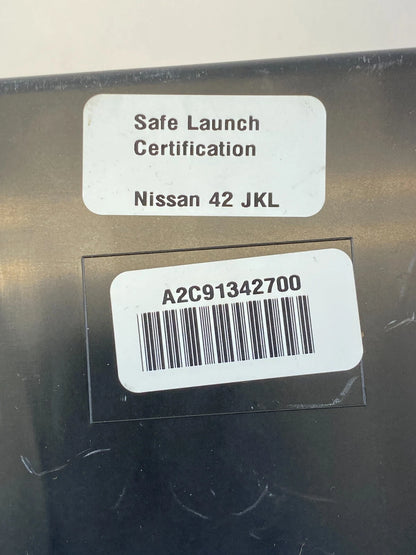 Safe Launch
Certification
Nissan 42 JKL
A2C91342700